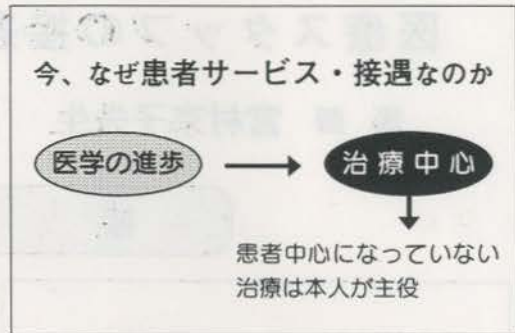 今、なぜ患者サービス・接遇なのか
医学の進歩
治療中心
患者中心になっていない
治療は本人が主役